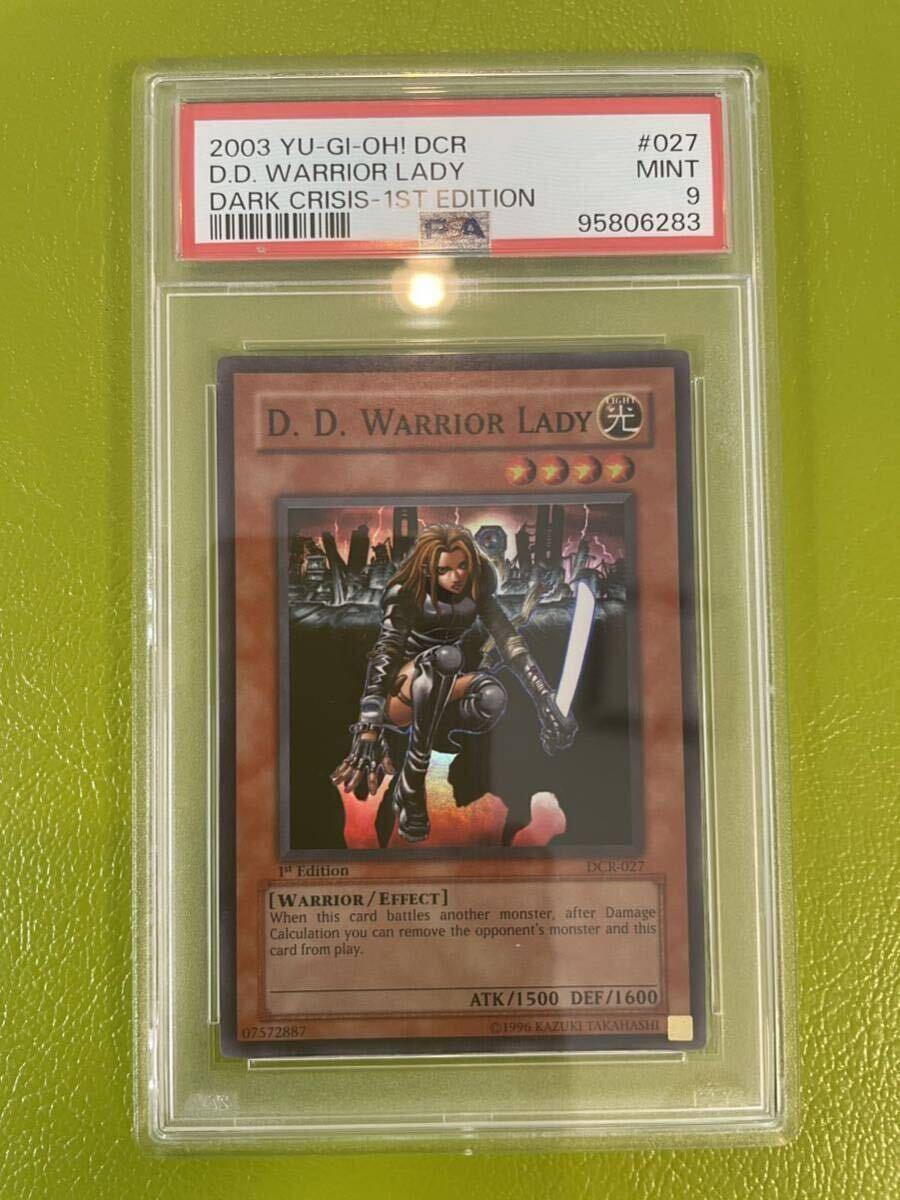 2003 YU-GI-OH! DCR #027
D.D. WARRIOR LADY MINT
DARK CRISIS-1ST EDITION 9
PSA 95806283
D. D. WARRIOR LADY
LIGHT
光
1st Edition DCR-027
[WARRIOR/EFFECT]
When this card battles another monster, after Damage
Calculation you can remove the opponent's monster and this
card from play.
ATK/1500 DEF/1600
07572887 ©1996 KAZUKI TAKAHASHI